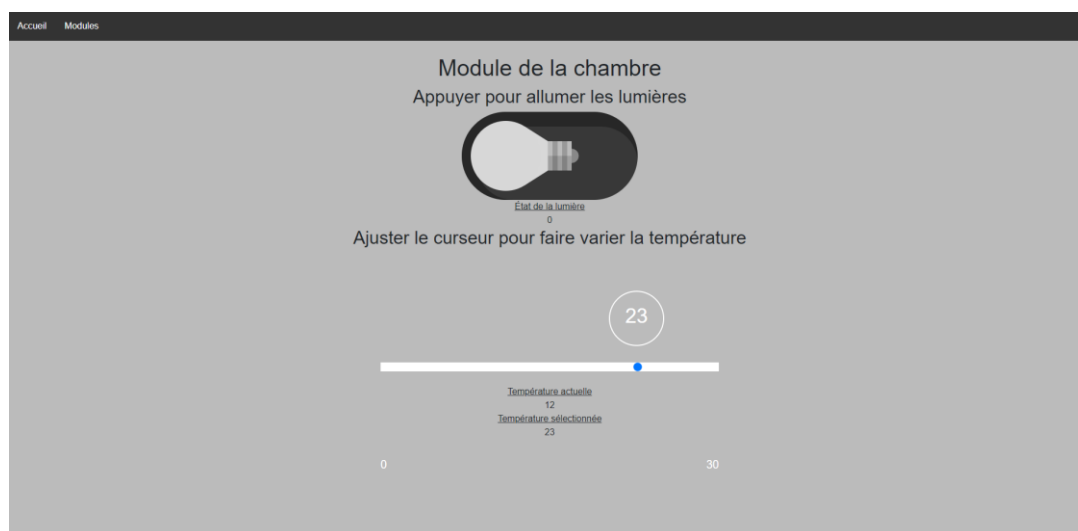 Accueil Modules
Module de la chambre
Appuyer pour allumer les lumières
État de la lumière
0
Ajuster le curseur pour faire varier la température
23
Température actuelle
12
Température sélectionnée
23
0 30